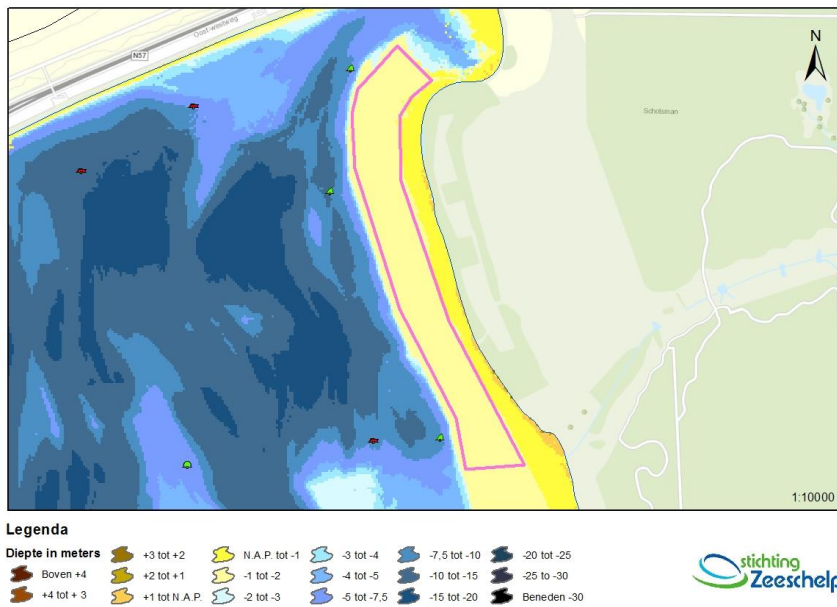 Oost-westweg
N57
N
Schotsman
1:10000
Legenda
Diepte in meters
Boven +4
+4 tot + 3
+3 tot +2
+2 tot +1
+1 tot N.A.P.
N.A.P. tot -1
-1 tot -2
-2 tot -3
-3 tot -4
-4 tot -5
-5 tot -7,5
-7,5 tot -10
-10 tot -15
-15 tot -20
-20 tot -25
-25 to -30
Beneden -30
stichting
Zeeschelp